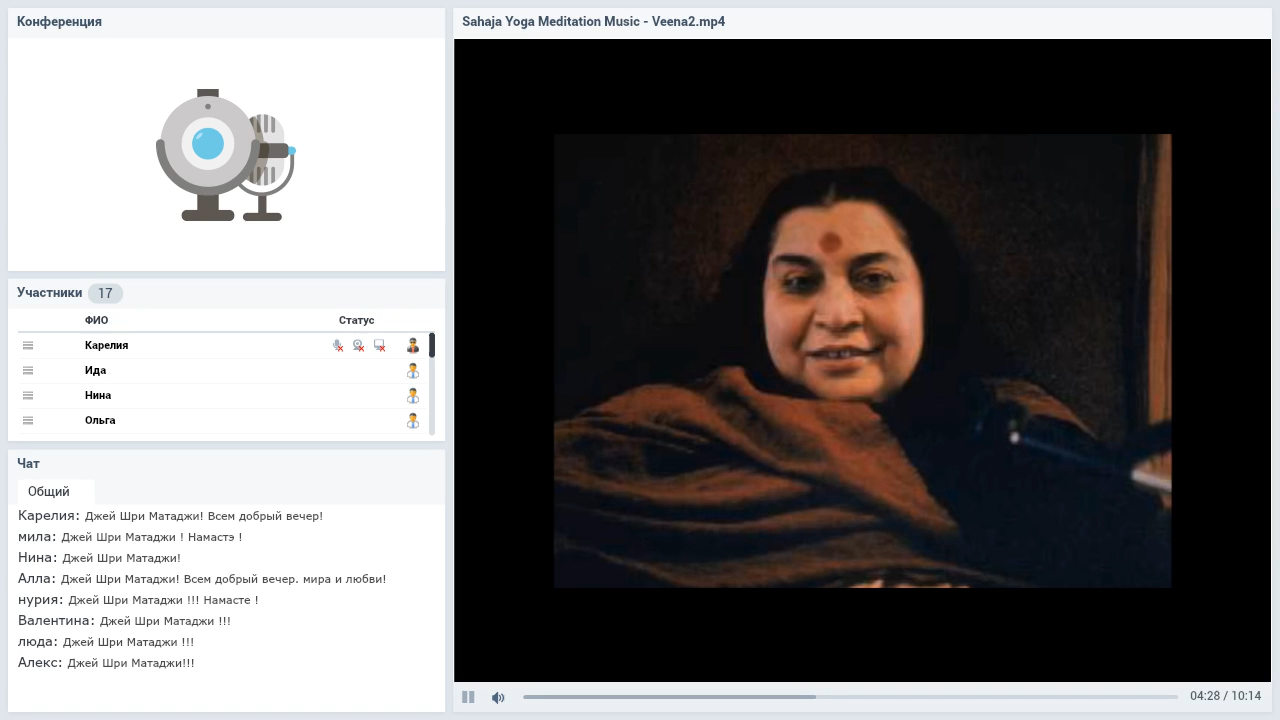 Конференция
Участники 17
ФИО Статус
Карелия
Ида
Нина
Ольга
Чат
Общий
Карелия: Джей Шри Матаджи! Всем добрый вечер!
мила: Джей Шри Матаджи ! Намастэ !
Нина: Джей Шри Матаджи!
Алла: Джей Шри Матаджи! Всем добрый вечер. мира и любви!
нурия: Джей Шри Матаджи !!! Намасте !
Валентина: Джей Шри Матаджи !!!
люда: Джей Шри Матаджи !!!
Алекс: Джей Шри Матаджи!!!
Sahaja Yoga Meditation Music - Veena2.mp4
04:28 / 10:14